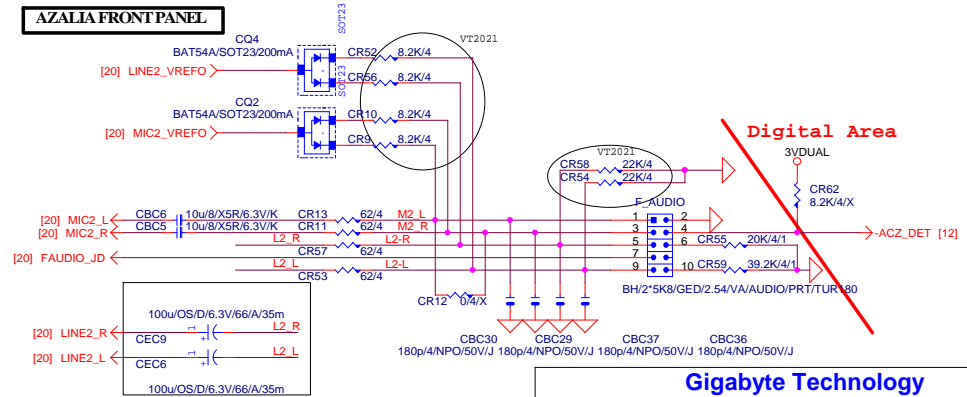 AZALIA FRONT PANEL
CQ4
BAT54A/SOT23/200mA
SOT23
[20] LINE2_VREFO
CR52 8.2K/4
VT2021
SOT23
CR56 8.2K/4
CQ2
BAT54A/SOT23/200mA
CR10 8.2K/4
[20] MIC2_VREFO
CR9 8.2K/4
Digital Area
3VDUAL
VT2021
CR58 22K/4
CR54 22K/4
CR62
8.2K/4/X
F_AUDIO
[20] MIC2_L CBC6 10u/8/X5R/6.3V/K CR13 62/4 M2_L 1 2
[20] MIC2_R CBC5 10u/8/X5R/6.3V/K CR11 62/4 M2_R 3 4 -ACZ_DET [12]
L2_R 62/4 L2-R 5 6 CR55 20K/4/1
[20] FAUDIO_JD CR57 7 8
L2_L 62/4 L2-L 9 10 CR59 39.2K/4/1
CR53
CR12 0/4/X
BH/2*5K8/GED/2.54/VA/AUDIO/PRT/TUR180
100u/OS/D/6.3V/66/A/35m
[20] LINE2_R 1 + L2_R
CEC9
[20] LINE2_L 1 + L2_L
CEC6
100u/OS/D/6.3V/66/A/35m
CBC30 CBC29 CBC37 CBC36
180p/4/NPO/50V/J 180p/4/NPO/50V/J 180p/4/NPO/50V/J 180p/4/NPO/50V/J
Gigabyte Technology